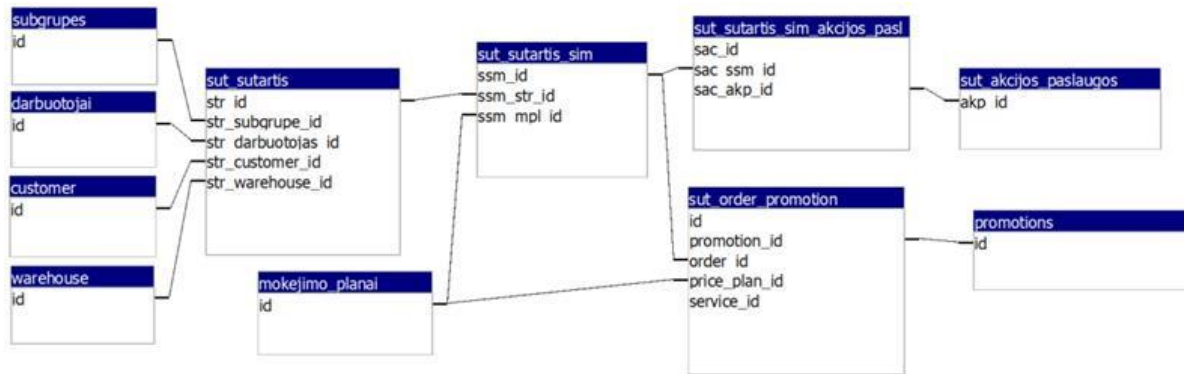 subgrupes
id
darbuotojai
id
customer
id
warehouse
id
sut_sutartis
str_id
str_subgrupe_id
str_darbuotojas_id
str_customer_id
str_warehouse_id
mokejimo_planai
id
sut_sutartis_sim
ssm_id
ssm_str_id
ssm_mpl_id
sut_sutartis_sim_akcijos_pasl
sac_id
sac_ssm_id
sac_akp_id
sut_order_promotion
id
promotion_id
order_id
price_plan_id
service_id
sut_akcijos_paslaugos
akp_id
promotions
id